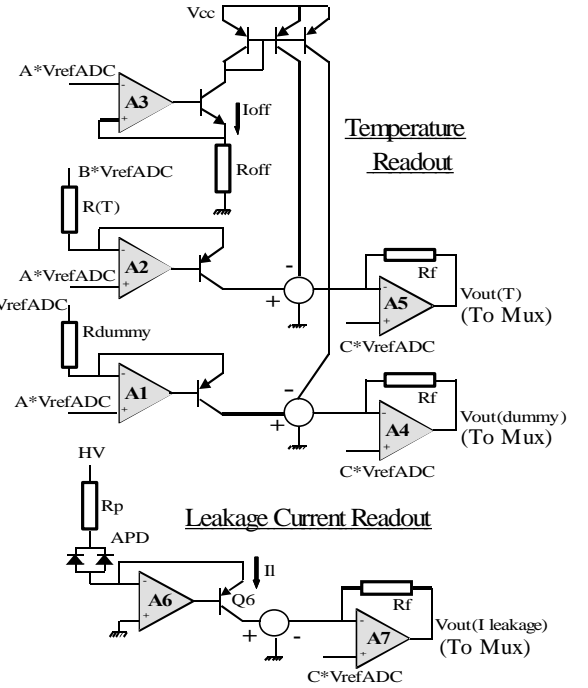 Vcc
A*VrefADC
-
A3
+
Ioff
Roff
Temperature
Readout
B*VrefADC
R(T)
-
A2
A*VrefADC
+
-
+
Rf
-
A5
+
Vout(T)
(To Mux)
C*VrefADC
VrefADC
Rdummy
-
A1
A*VrefADC
+
-
+
Rf
-
A4
+
Vout(dummy)
(To Mux)
C*VrefADC
HV
Rp
APD
Leakage Current Readout
-
A6
+
Il
Q6
+
-
Rf
-
A7
+
Vout(I leakage)
(To Mux)
C*VrefADC